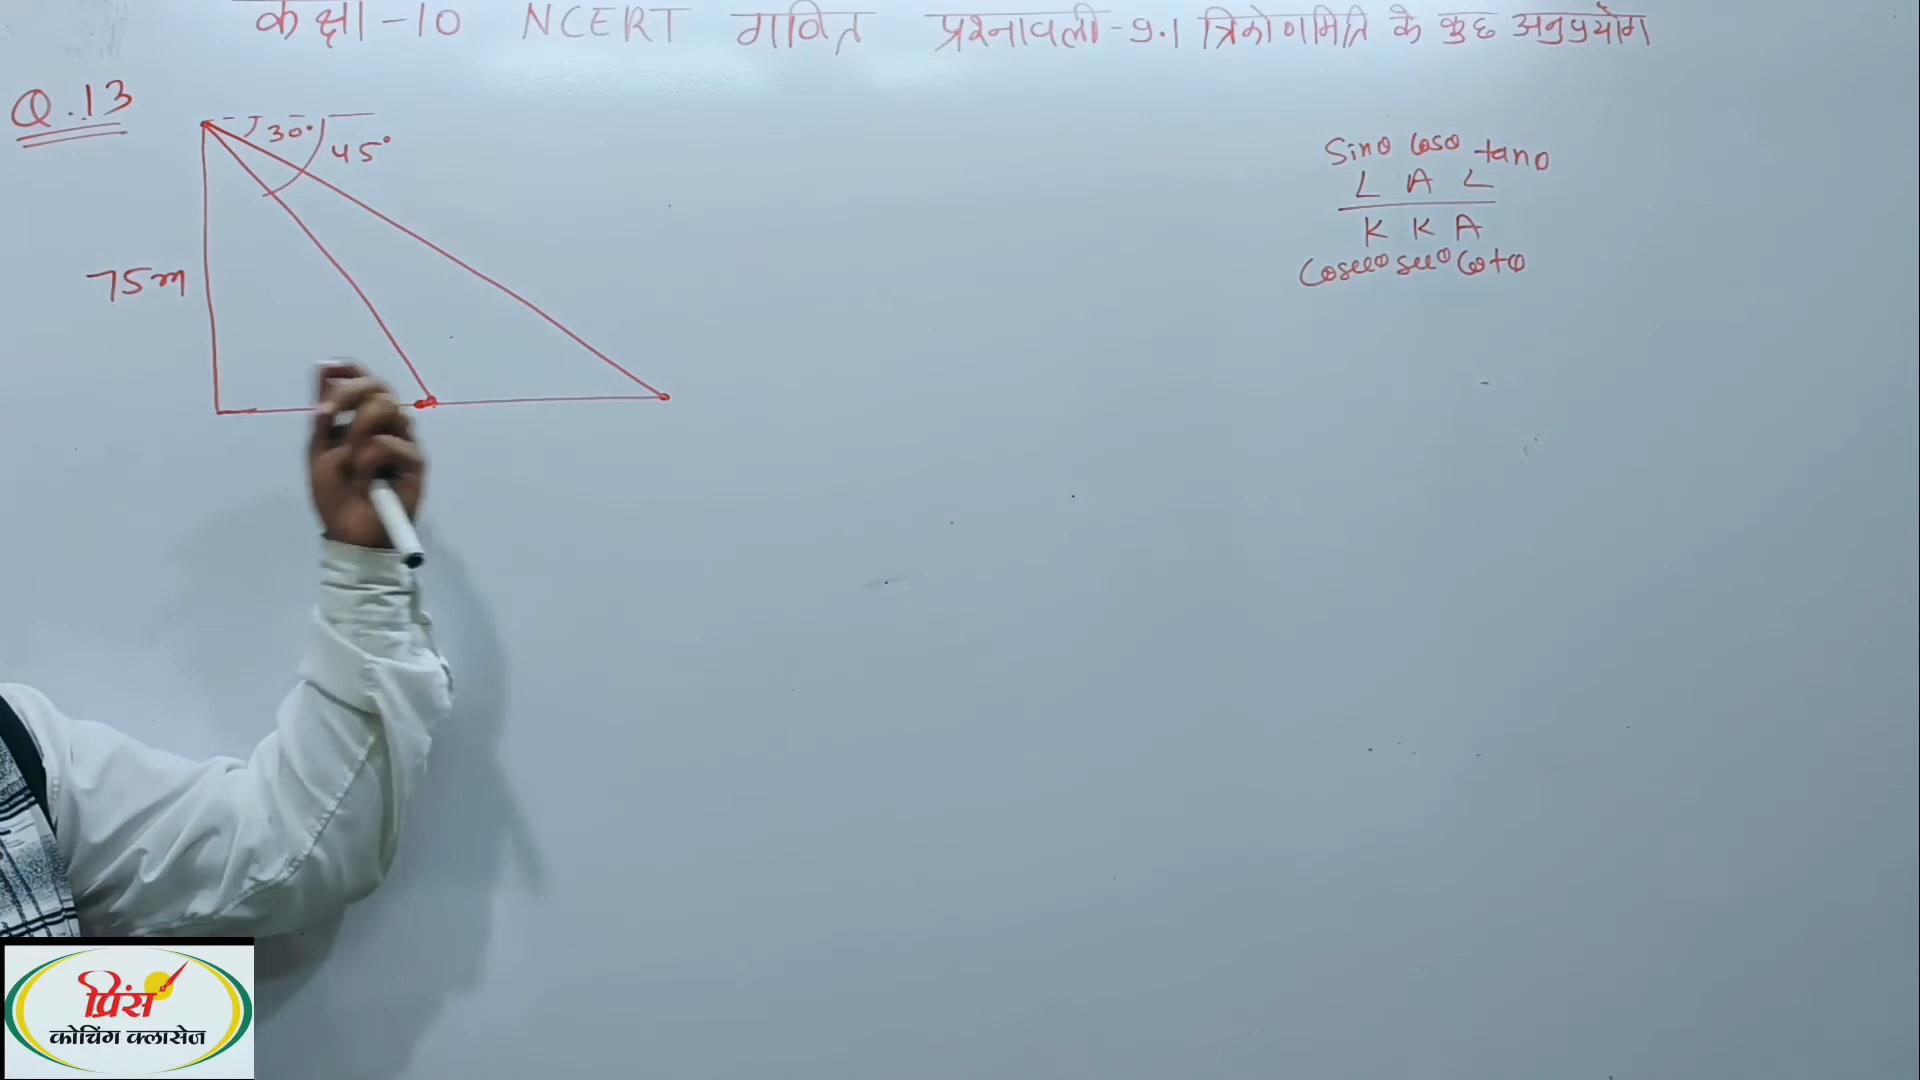 कक्षा - 10 NCERT गणित प्रश्नावली - 9.1 त्रिकोणमिति के कुछ अनुप्रयोग
Q.13
30°
45°
75m
Sinθ Cosθ tanθ
L A L
K K A
Cosecθ secθ Cotθ
प्रिंस
कोचिंग क्लासेज